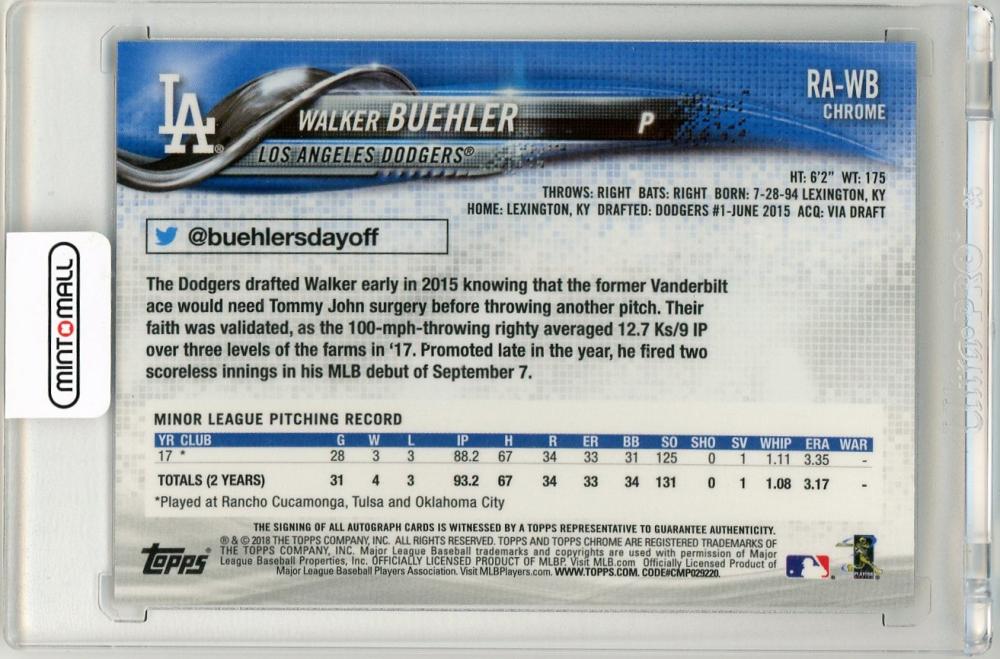 LA
WALKER BUEHLER P
LOS ANGELES DODGERS®
RA-WB
CHROME
HT: 6'2" WT: 175
THROWS: RIGHT BATS: RIGHT BORN: 7-28-94 LEXINGTON, KY
HOME: LEXINGTON, KY DRAFTED: DODGERS #1-JUNE 2015 ACQ: VIA DRAFT
@buehlersdayoff
The Dodgers drafted Walker early in 2015 knowing that the former Vanderbilt
ace would need Tommy John surgery before throwing another pitch. Their
faith was validated, as the 100-mph-throwing righty averaged 12.7 Ks/9 IP
over three levels of the farms in ‘17. Promoted late in the year, he fired two
scoreless innings in his MLB debut of September 7.
MINTOMALL
MINOR LEAGUE PITCHING RECORD
YR CLUB G W L IP H R ER BB SO SHO SV WHIP ERA WAR
17 * 28 3 3 88.2 67 34 33 31 125 0 1 1.11 3.35 -
TOTALS (2 YEARS) 31 4 3 93.2 67 34 33 34 131 0 1 1.08 3.17 -
*Played at Rancho Cucamonga, Tulsa and Oklahoma City
THE SIGNING OF ALL AUTOGRAPH CARDS IS WITNESSED BY A TOPPS REPRESENTATIVE TO GUARANTEE AUTHENTICITY.
® & © 2018 THE TOPPS COMPANY, INC. ALL RIGHTS RESERVED. TOPPS AND TOPPS CHROME ARE REGISTERED TRADEMARKS OF
THE TOPPS COMPANY, INC. Major League Baseball trademarks and copyrights are used with permission of Major
League Baseball Properties, Inc. OFFICIALLY LICENSED PRODUCT OF MLBP. Visit MLB.com Officially Licensed Product of
Major League Baseball Players Association. Visit MLBPlayers.com. WWW.TOPPS.COM. CODE#CMP029220.
topps®